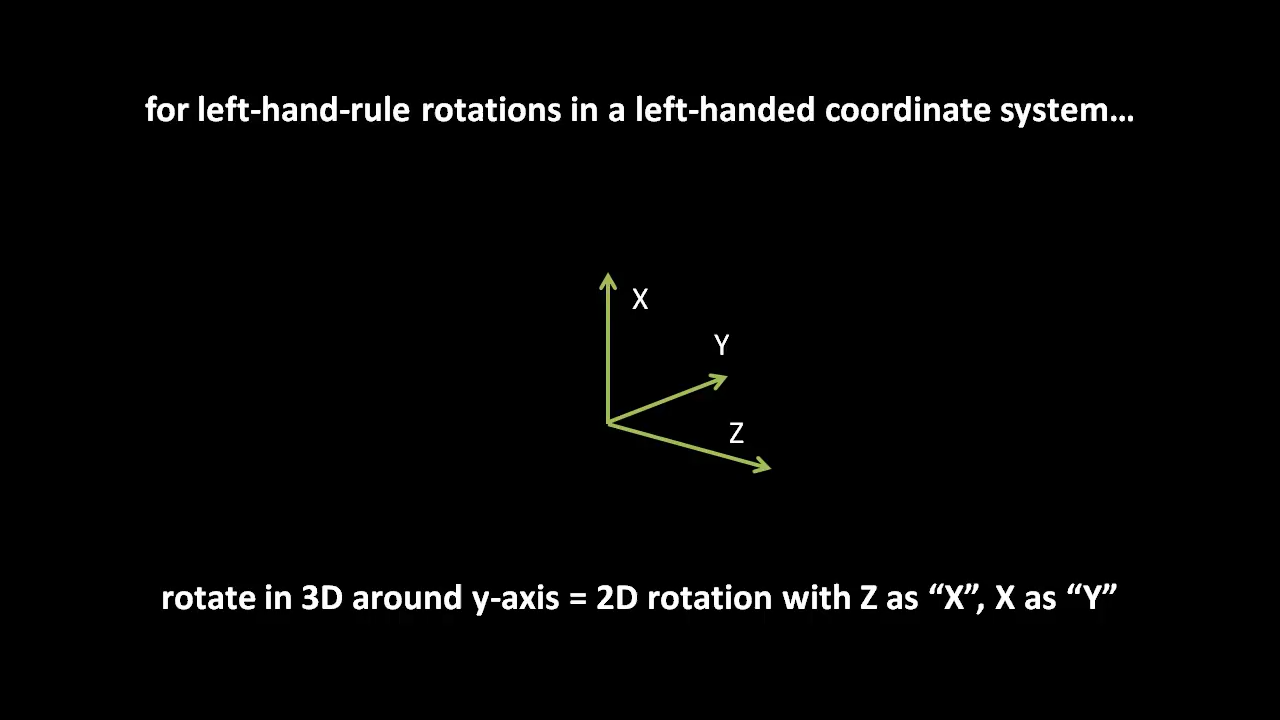 for left-hand-rule rotations in a left-handed coordinate system…
X
Y
Z
rotate in 3D around y-axis = 2D rotation with Z as “X”, X as “Y”